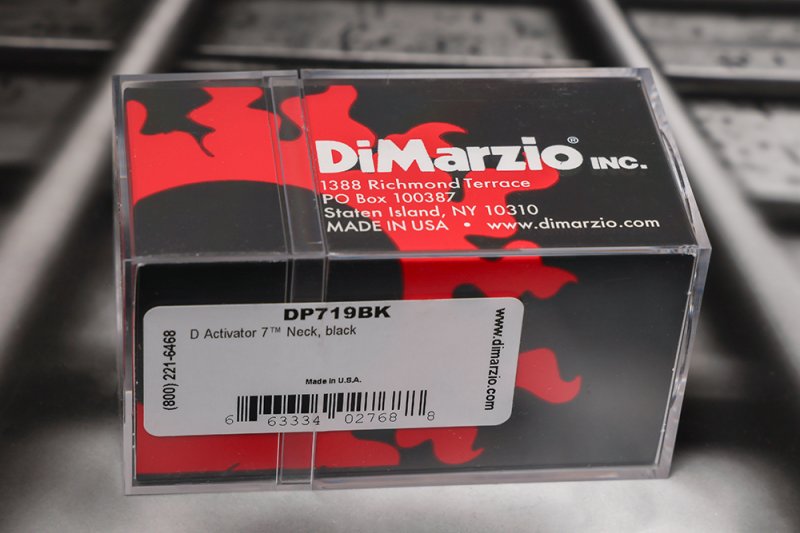 DiMarzio® INC.
1388 Richmond Terrace
PO Box 100387
Staten Island, NY 10310
MADE IN USA • www.dimarzio.com
DP719BK
D Activator 7™ Neck, black
(800) 221-6468
www.dimarzio.com
Made in U.S.A.
6 63334 02768 8